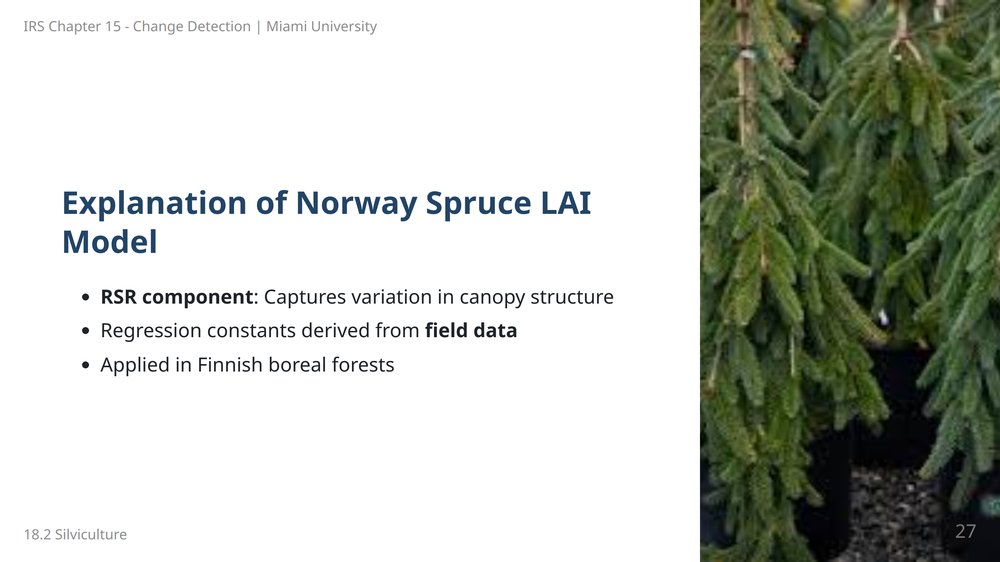 IRS Chapter 15 - Change Detection | Miami University
Explanation of Norway Spruce LAI
Model
• RSR component: Captures variation in canopy structure
• Regression constants derived from field data
• Applied in Finnish boreal forests
18.2 Silviculture
27